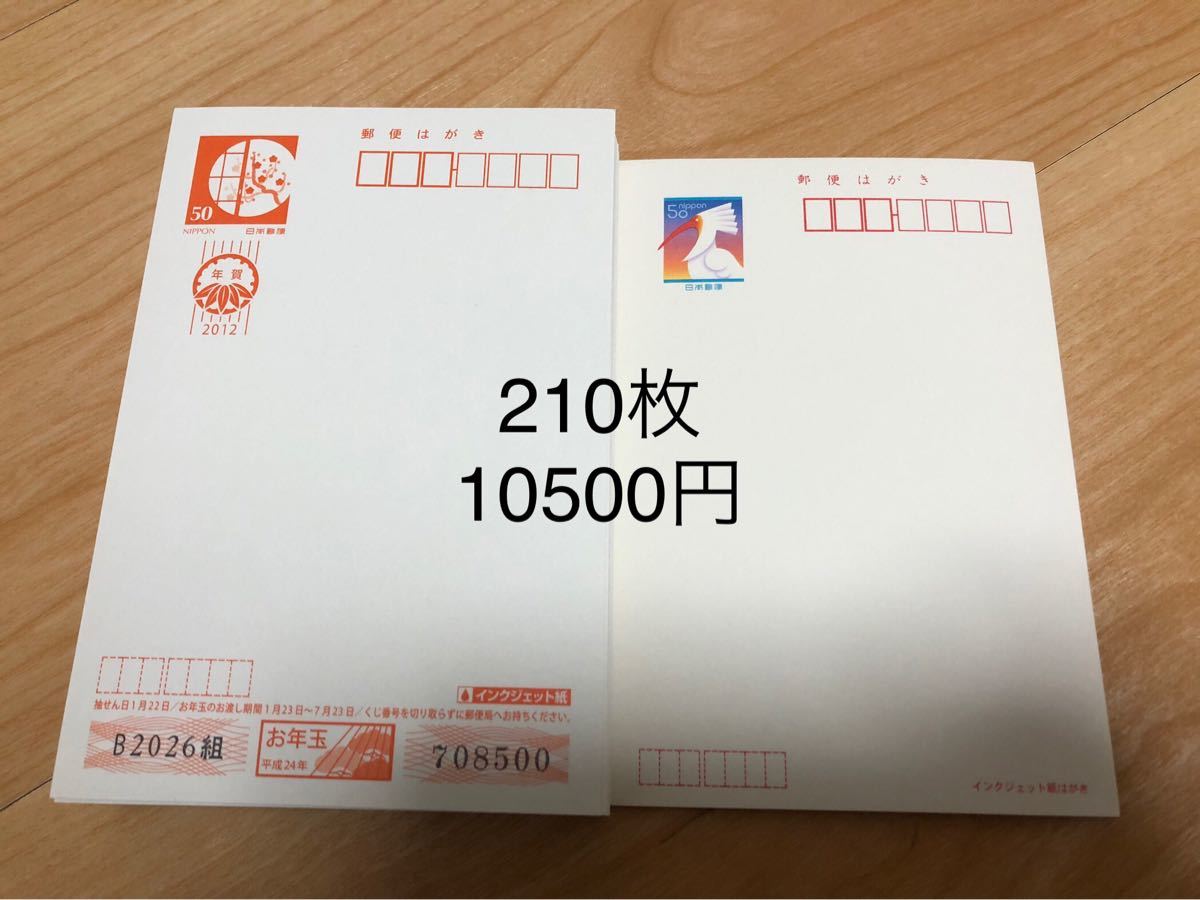 郵便はがき
50
NIPPON 日本郵便
年賀
2012
郵便はがき
50 nippon
日本郵便
210枚
10500円
インクジェット紙
抽せん日1月22日/お年玉のお渡し期間1月23日~7月23日/くじ番号を切り取らずに郵便局へお持ちください。
B2026組
お年玉
平成24年
708500
インクジェット紙はがき